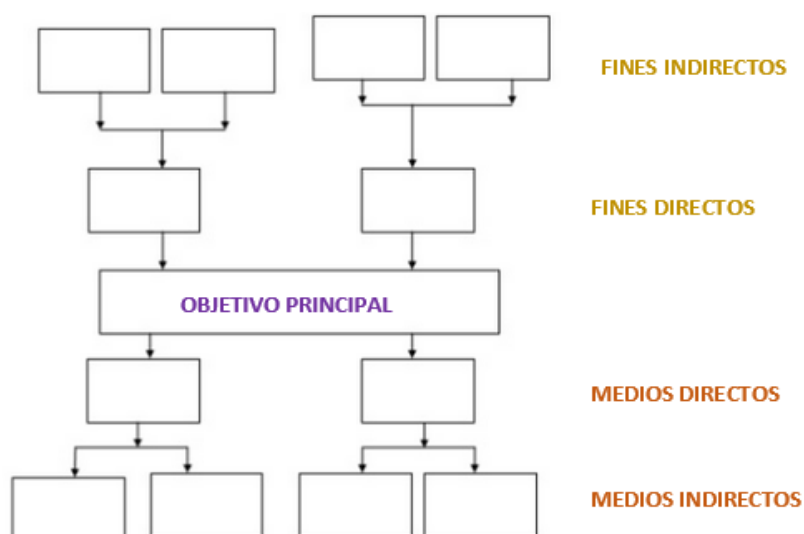 FINES INDIRECTOS
FINES DIRECTOS
OBJETIVO PRINCIPAL
MEDIOS DIRECTOS
MEDIOS INDIRECTOS